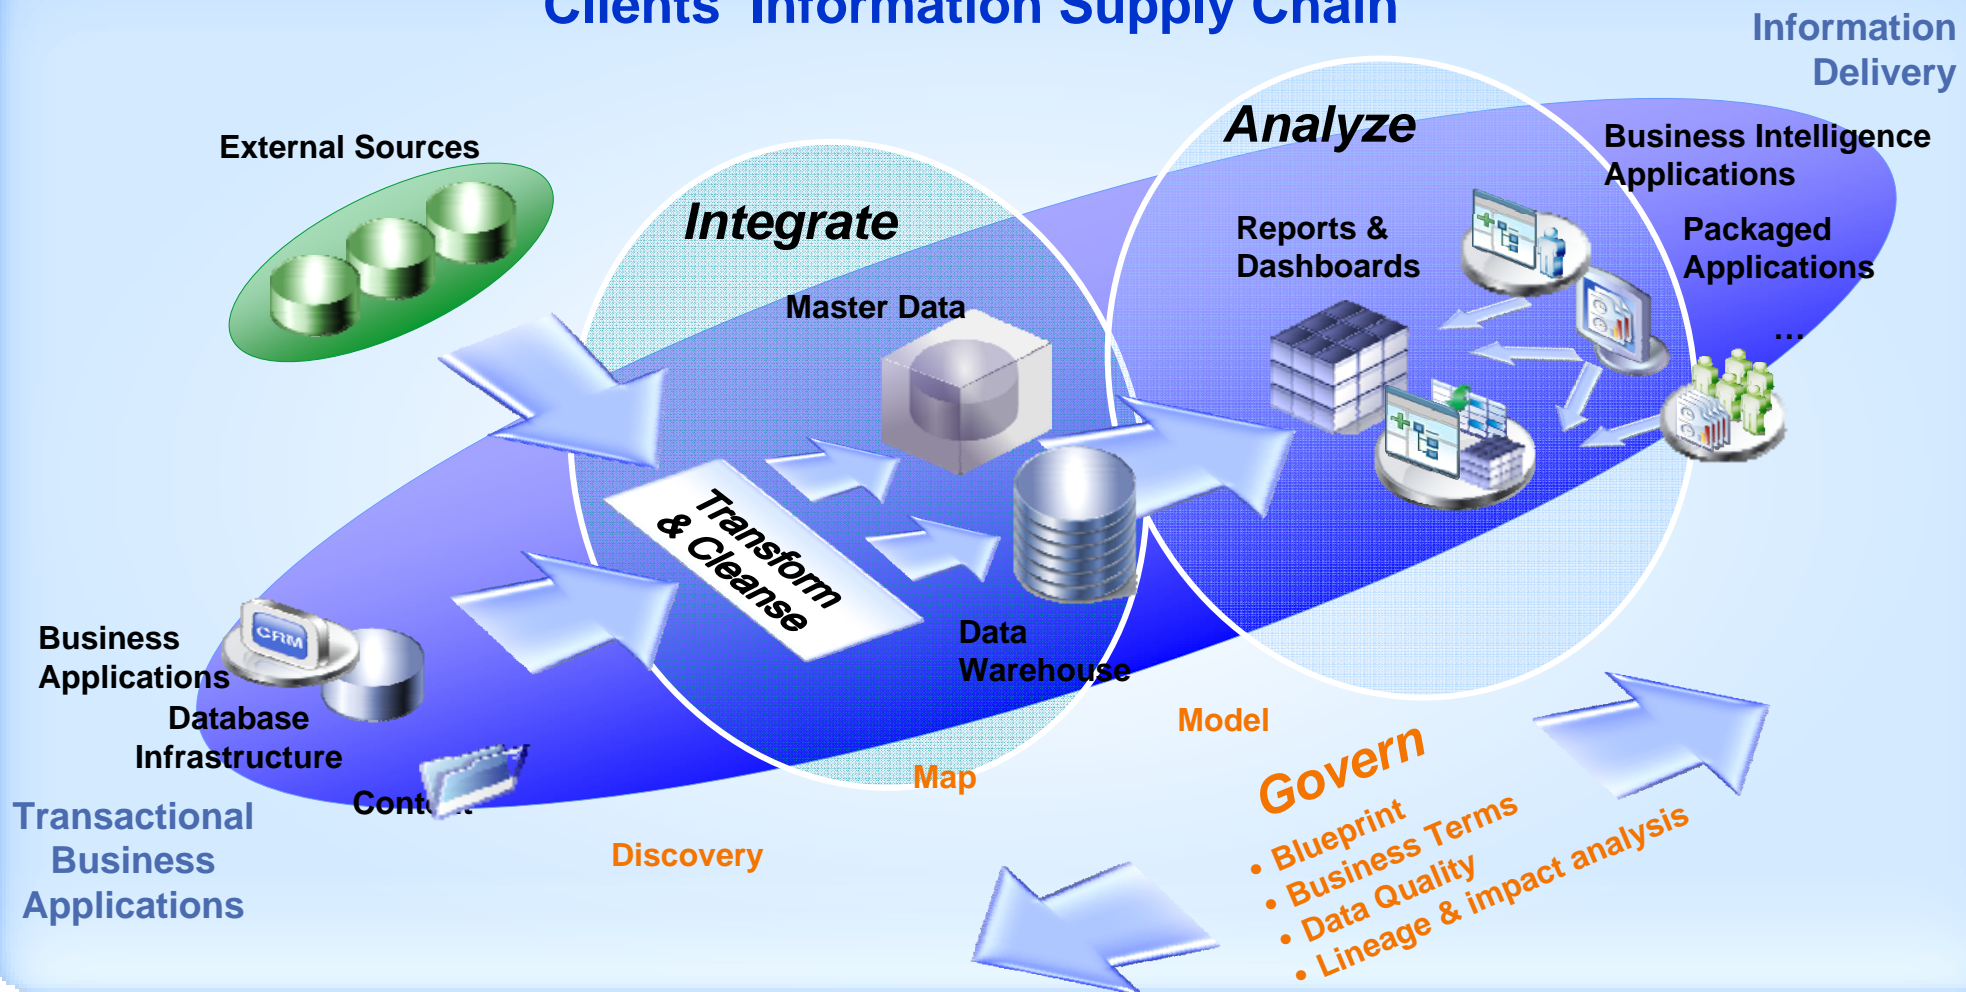 Clients' Information Supply Chain
Information
Delivery
External Sources
Analyze
Business Intelligence
Applications
Integrate
Reports &
Dashboards
Packaged
Applications
Master Data
...
Transform
& Cleanse
CRM
Business
Applications
Data
Warehouse
Database
Infrastructure
Model
Govern
Map
Content
• Blueprint
• Business Terms
• Data Quality
• Lineage & impact analysis
Transactional
Business
Applications
Discovery